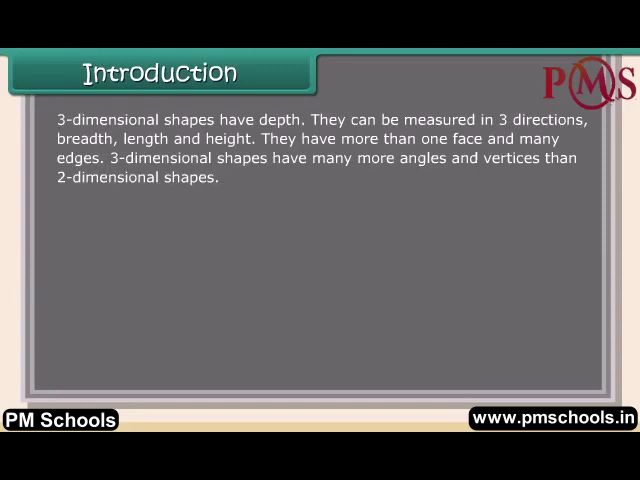 Introduction
PMS
3-dimensional shapes have depth. They can be measured in 3 directions,
breadth, length and height. They have more than one face and many
edges. 3-dimensional shapes have many more angles and vertices than
2-dimensional shapes.
PM Schools
www.pmschools.in